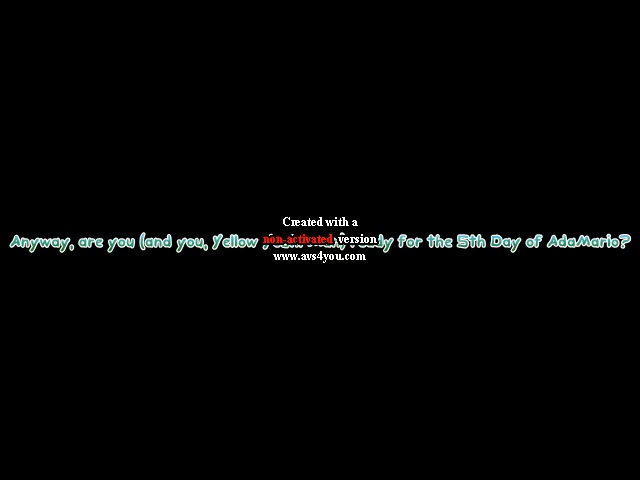 Created with a
Anyway, are you (and you, Yellow for the 5th Day of AdaMario?
non-activated version
www.avs4you.com